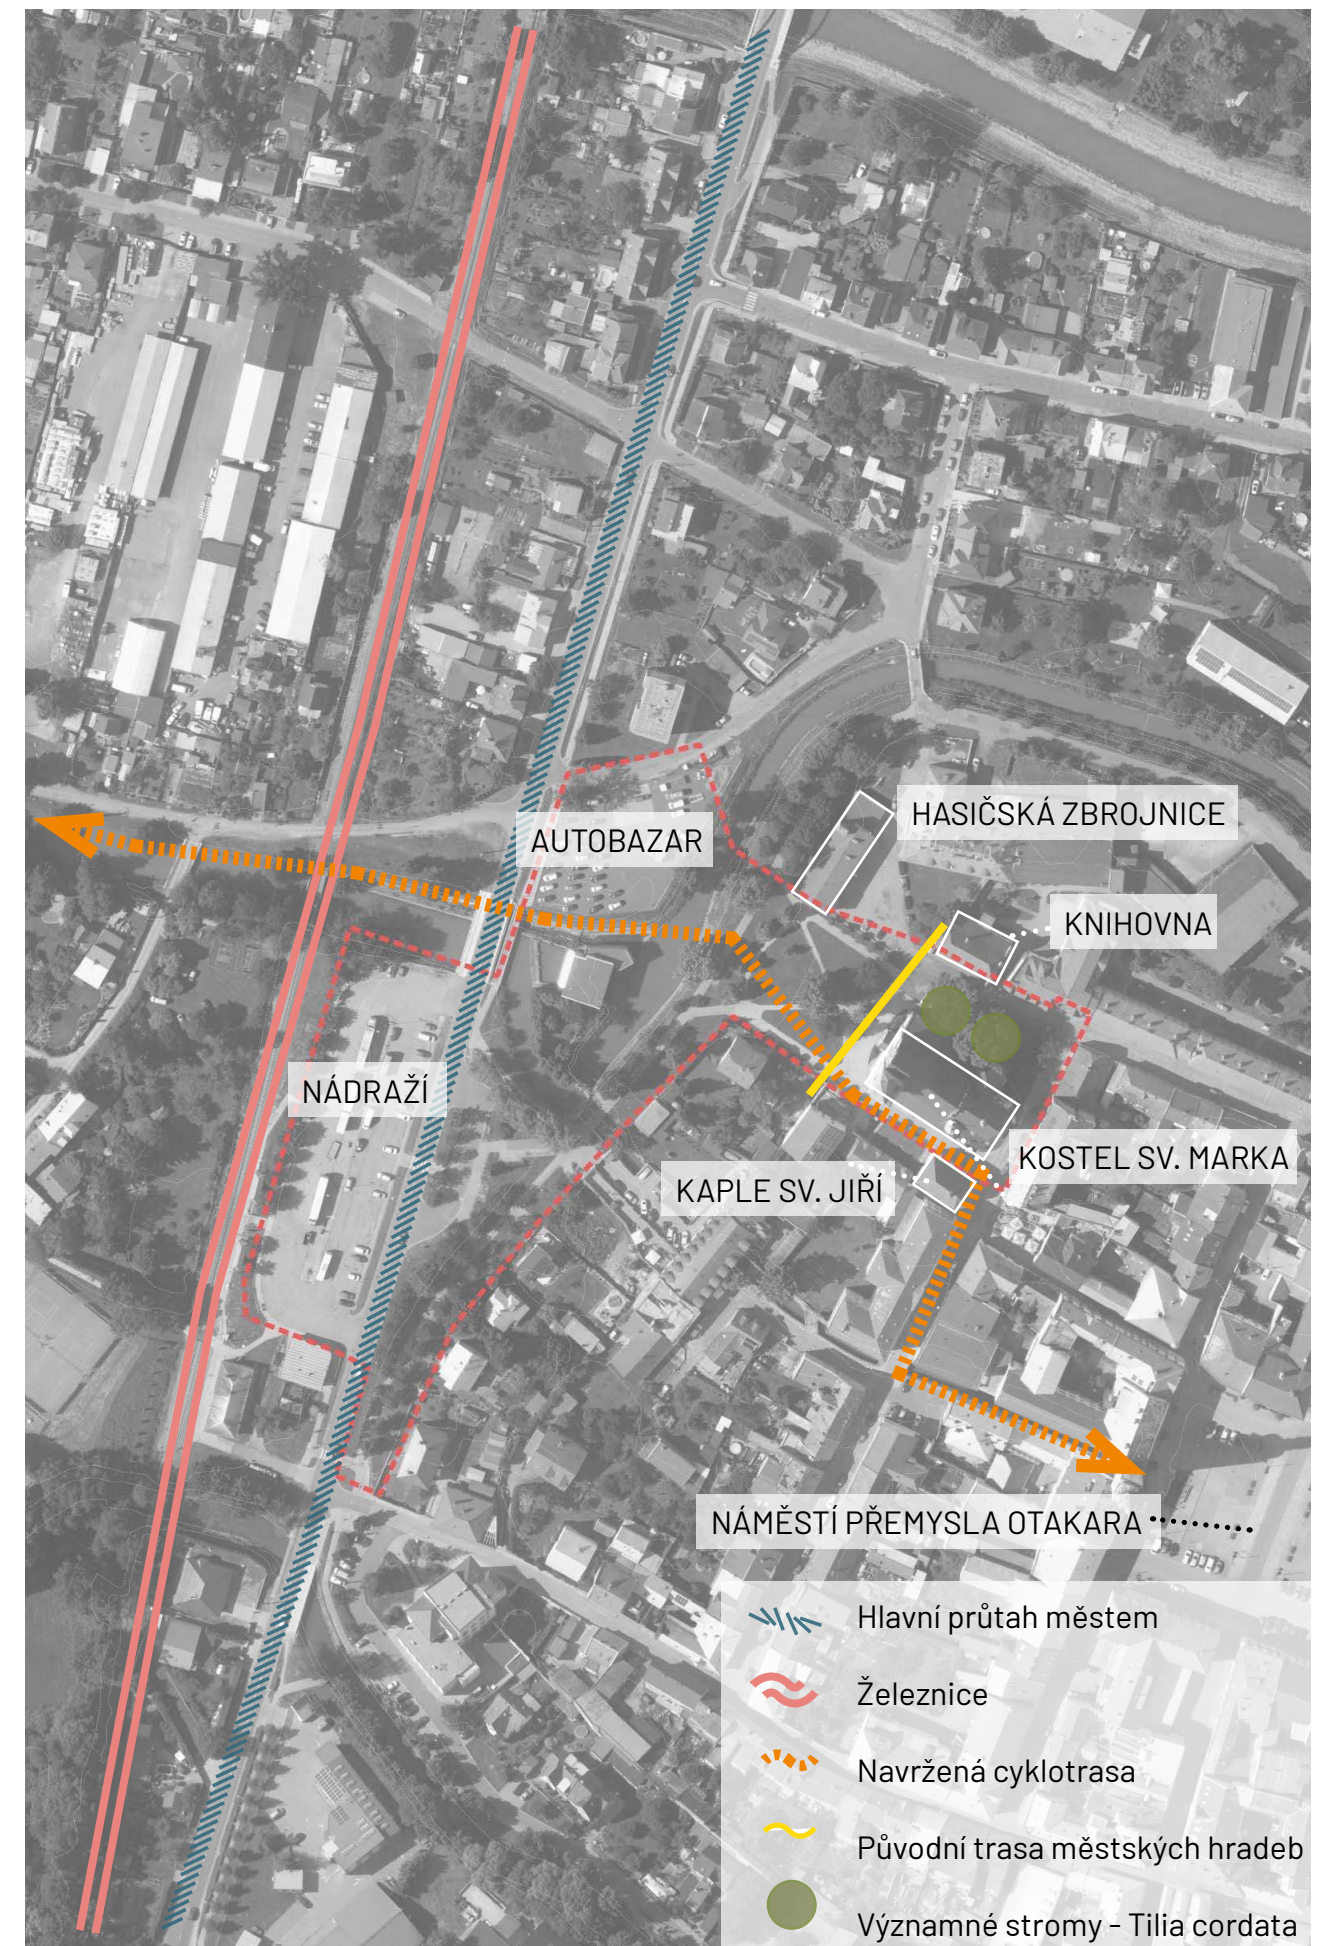 HASIČSKÁ ZBROJNICE
AUTOBAZAR
KNIHOVNA
NÁDRAŽÍ
KOSTEL SV. MARKA
KAPLE SV. JIŘÍ
NÁMĚSTÍ PŘEMYSLA OTAKARA
Hlavní průtah městem
Železnice
Navržená cyklotrasa
Původní trasa městských hradeb
Významné stromy - Tilia cordata